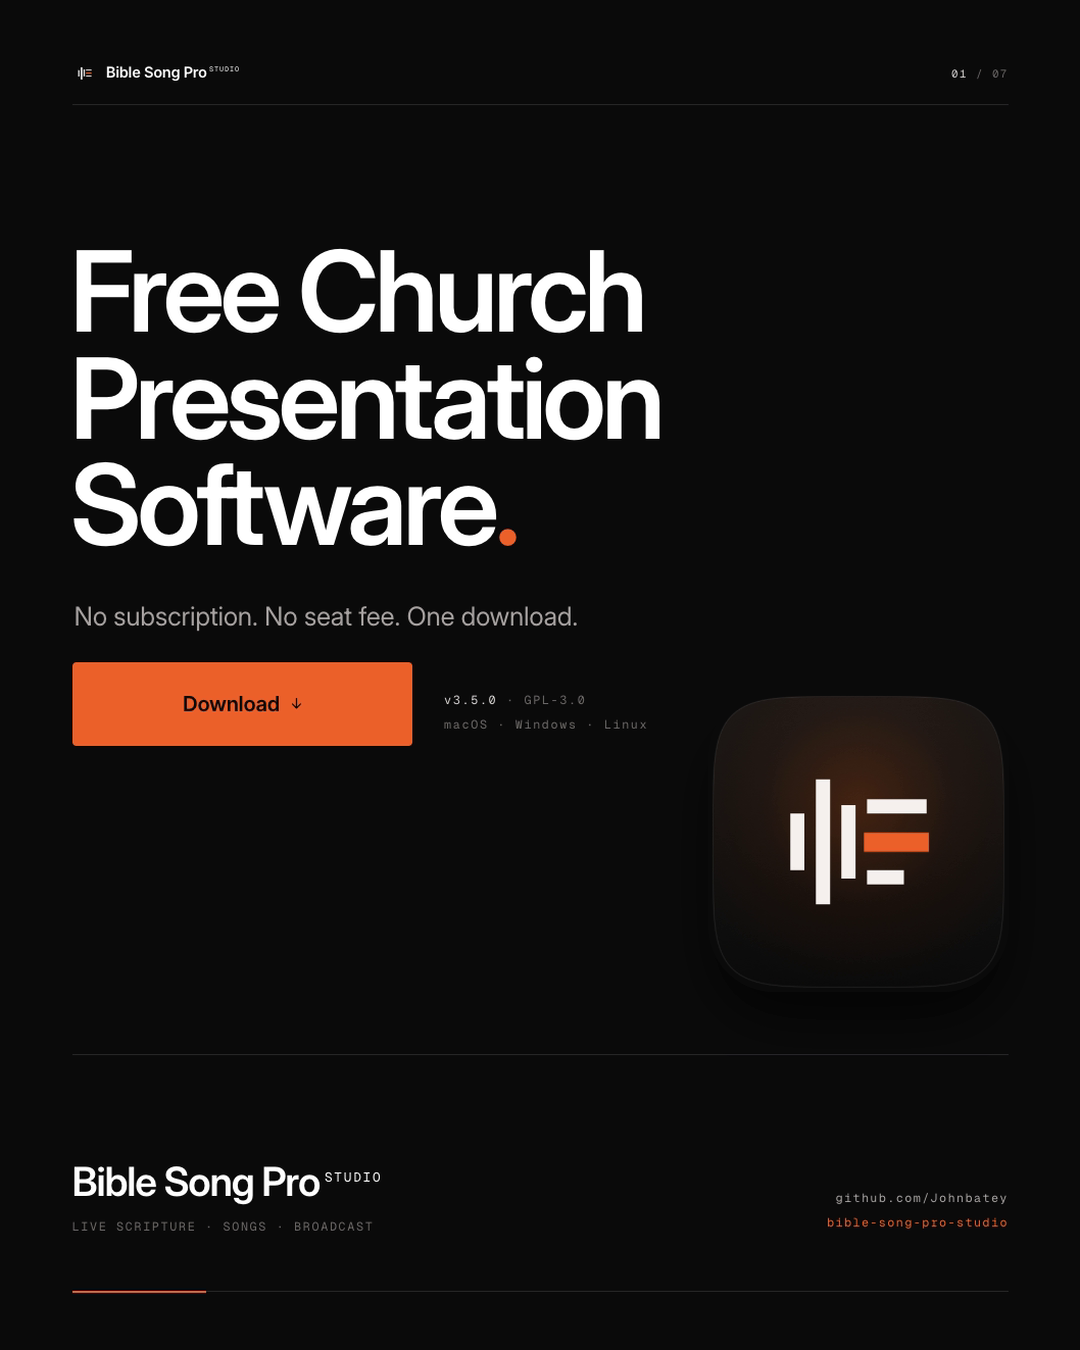 Bible Song Pro STUDIO
01 / 07
Free Church
Presentation
Software.
No subscription. No seat fee. One download.
Download ↓
v3.5.0 · GPL-3.0
macOS · Windows · Linux
Bible Song Pro STUDIO
LIVE SCRIPTURE · SONGS · BROADCAST
github.com/Johnbatey
bible-song-pro-studio